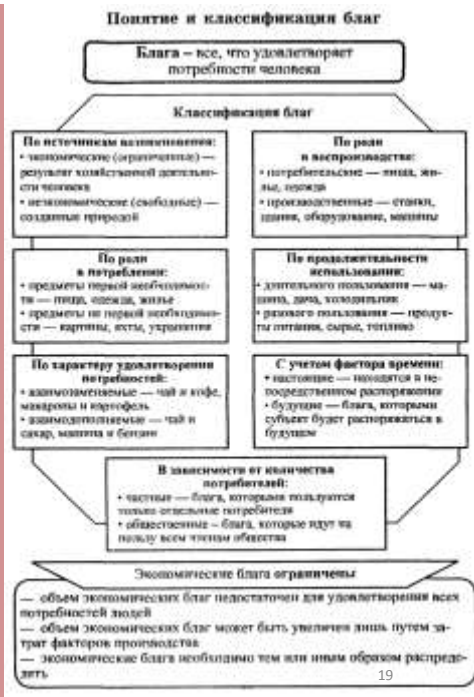 Понятие и классификация благ
Блага – все, что удовлетворяет
потребности человека
Классификация благ
По источникам возникновения:
• экономические (ограниченные) —
результат хозяйственной деятельно-
сти человека
• неэкономические (свободные) —
созданные природой
По роли
в воспроизводстве:
• потребительские — пища, жи-
лье, одежда
• производственные — станки,
здания, оборудование, машины
По роли
в потреблении:
• предметы первой необходимос-
ти — пища, одежда, жилье
• предметы не первой необходимо-
сти — картины, яхты, украшения
По продолжительности
использования:
• длительного пользования — ма-
шина, дача, холодильник
• разового пользования — продук-
ты питания, сырье, топливо
По характеру удовлетворения
потребностей:
• взаимозаменяемые — чай и кофе,
макароны и картофель
• взаимодополняемые — чай и
сахар, машина и бензин
С учетом фактора времени:
• настоящие — находятся в не-
посредственном распоряжении
• будущие — блага, которыми
субъект будет распоряжаться в
будущем
В зависимости от количества
потребителей:
• частные — блага, которыми пользуются
только отдельные потребители
• общественные – блага, которые идут на
пользу всем членам общества
Экономические блага ограничены
— объем экономических благ недостаточен для удовлетворения всех
потребностей людей
— объем экономических благ может быть увеличен лишь путем за-
трат факторов производства
— экономические блага необходимо тем или иным образом распреде-
лить
19